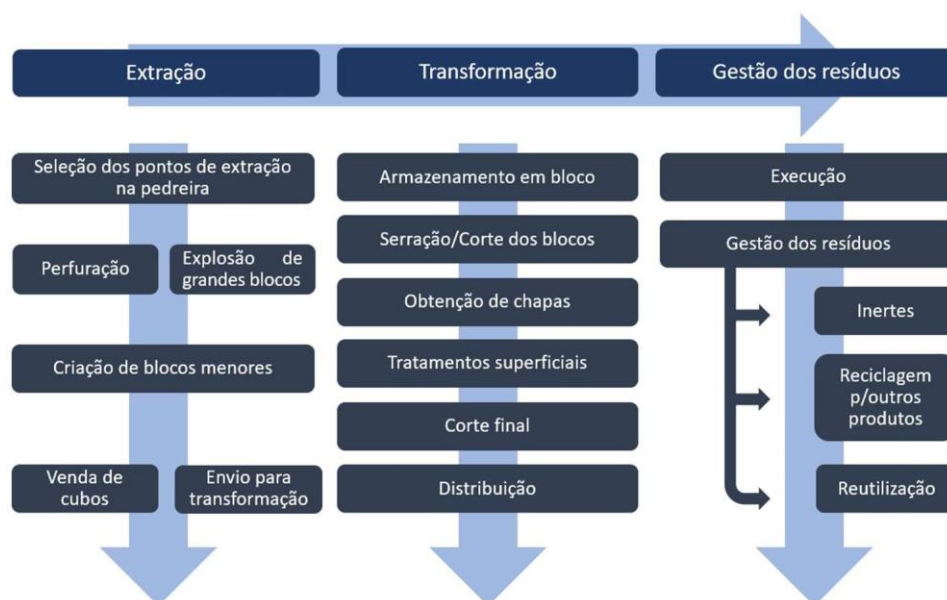 Extração
Transformação
Gestão dos resíduos
Seleção dos pontos de extração
na pedreira
Perfuração
Explosão de
grandes blocos
Criação de blocos menores
Venda de
cubos
Envio para
transformação
Armazenamento em bloco
Serração/Corte dos blocos
Obtenção de chapas
Tratamentos superficiais
Corte final
Distribuição
Execução
Gestão dos resíduos
Inertes
Reciclagem
p/outros
produtos
Reutilização